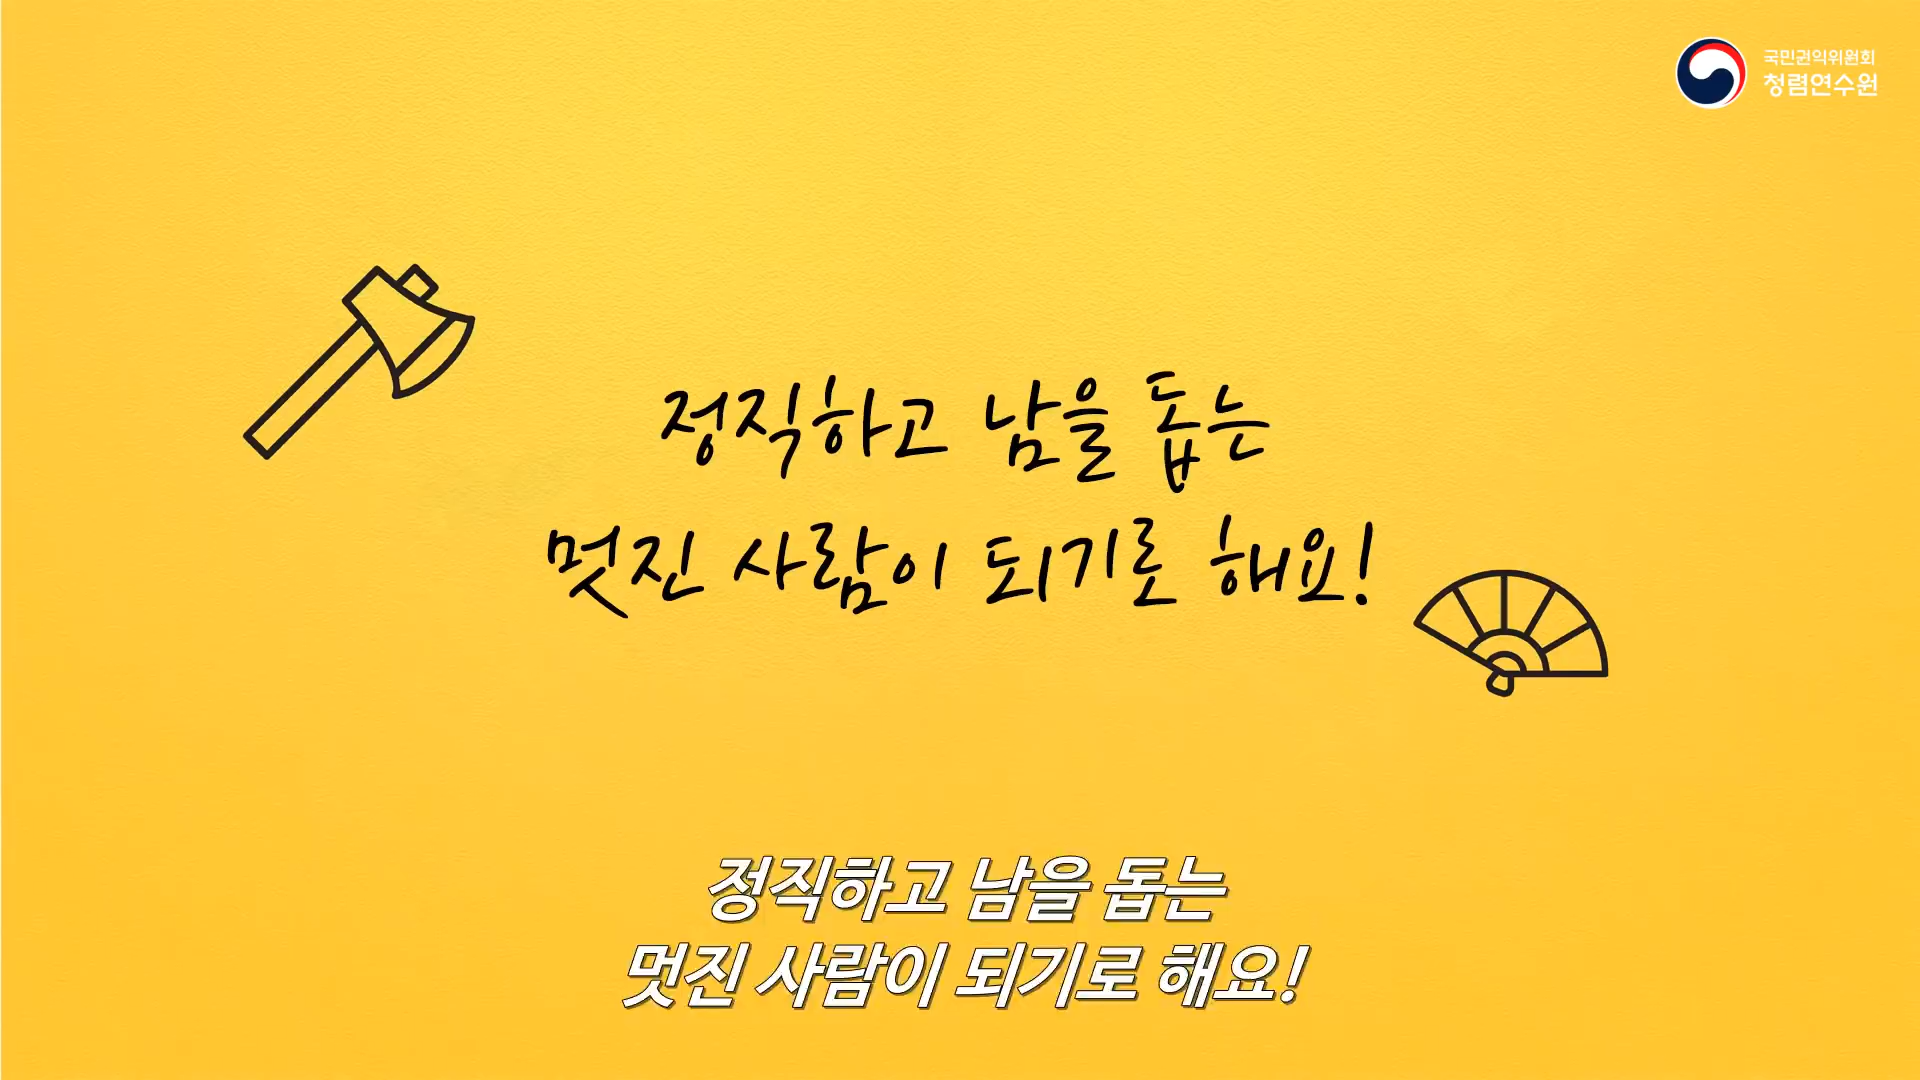 국민권익위원회
청렴연수원
정직하고 남을 돕는
멋진 사람이 되기로 해요!
정직하고 남을 돕는
멋진 사람이 되기로 해요!